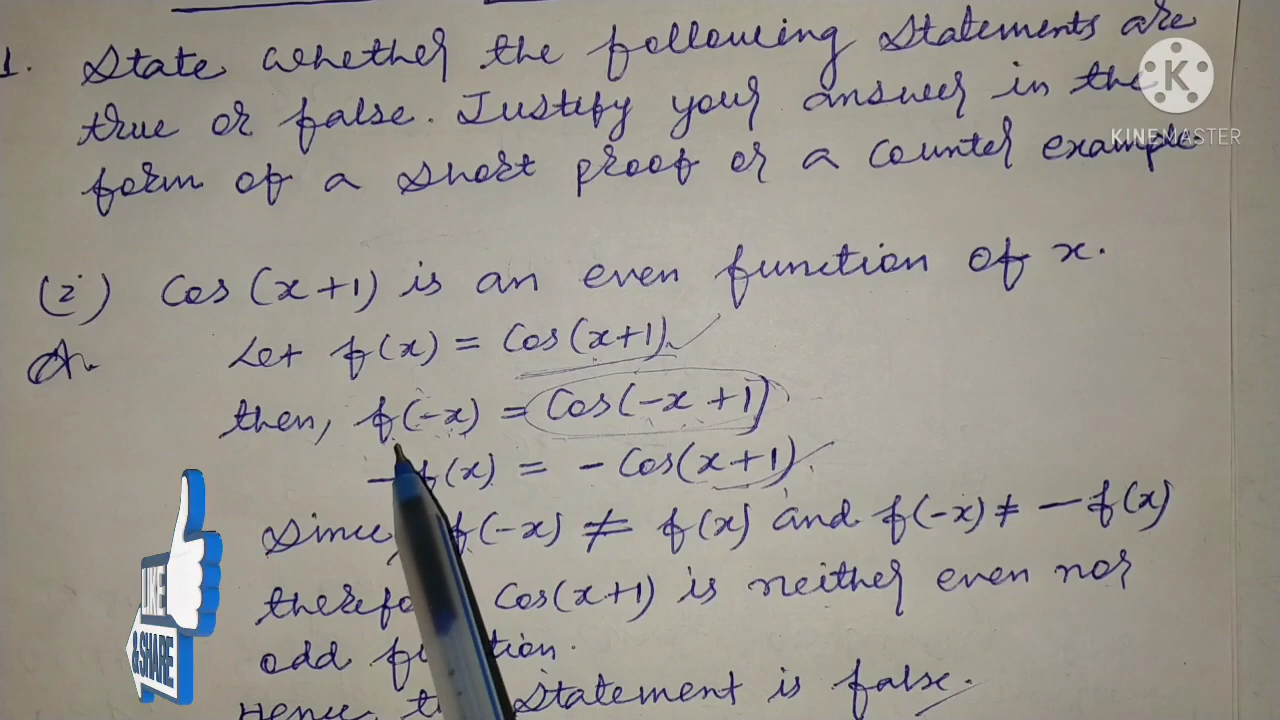 1. State whether the following statements are
true or false. Justify your answer in the
form of a short proof or a counter example
K
KINEMASTER
(i) Cos (x+1) is an even function of x.
Let f(x) = Cos(x+1)
then, f(-x) = Cos(-x+1)
-f(x) = - Cos(x+1)
Since, f(-x) ≠ f(x) and f(-x) ≠ -f(x)
Cos(x+1) is neither even nor
odd
statement is false.
LIKE
& SHARE